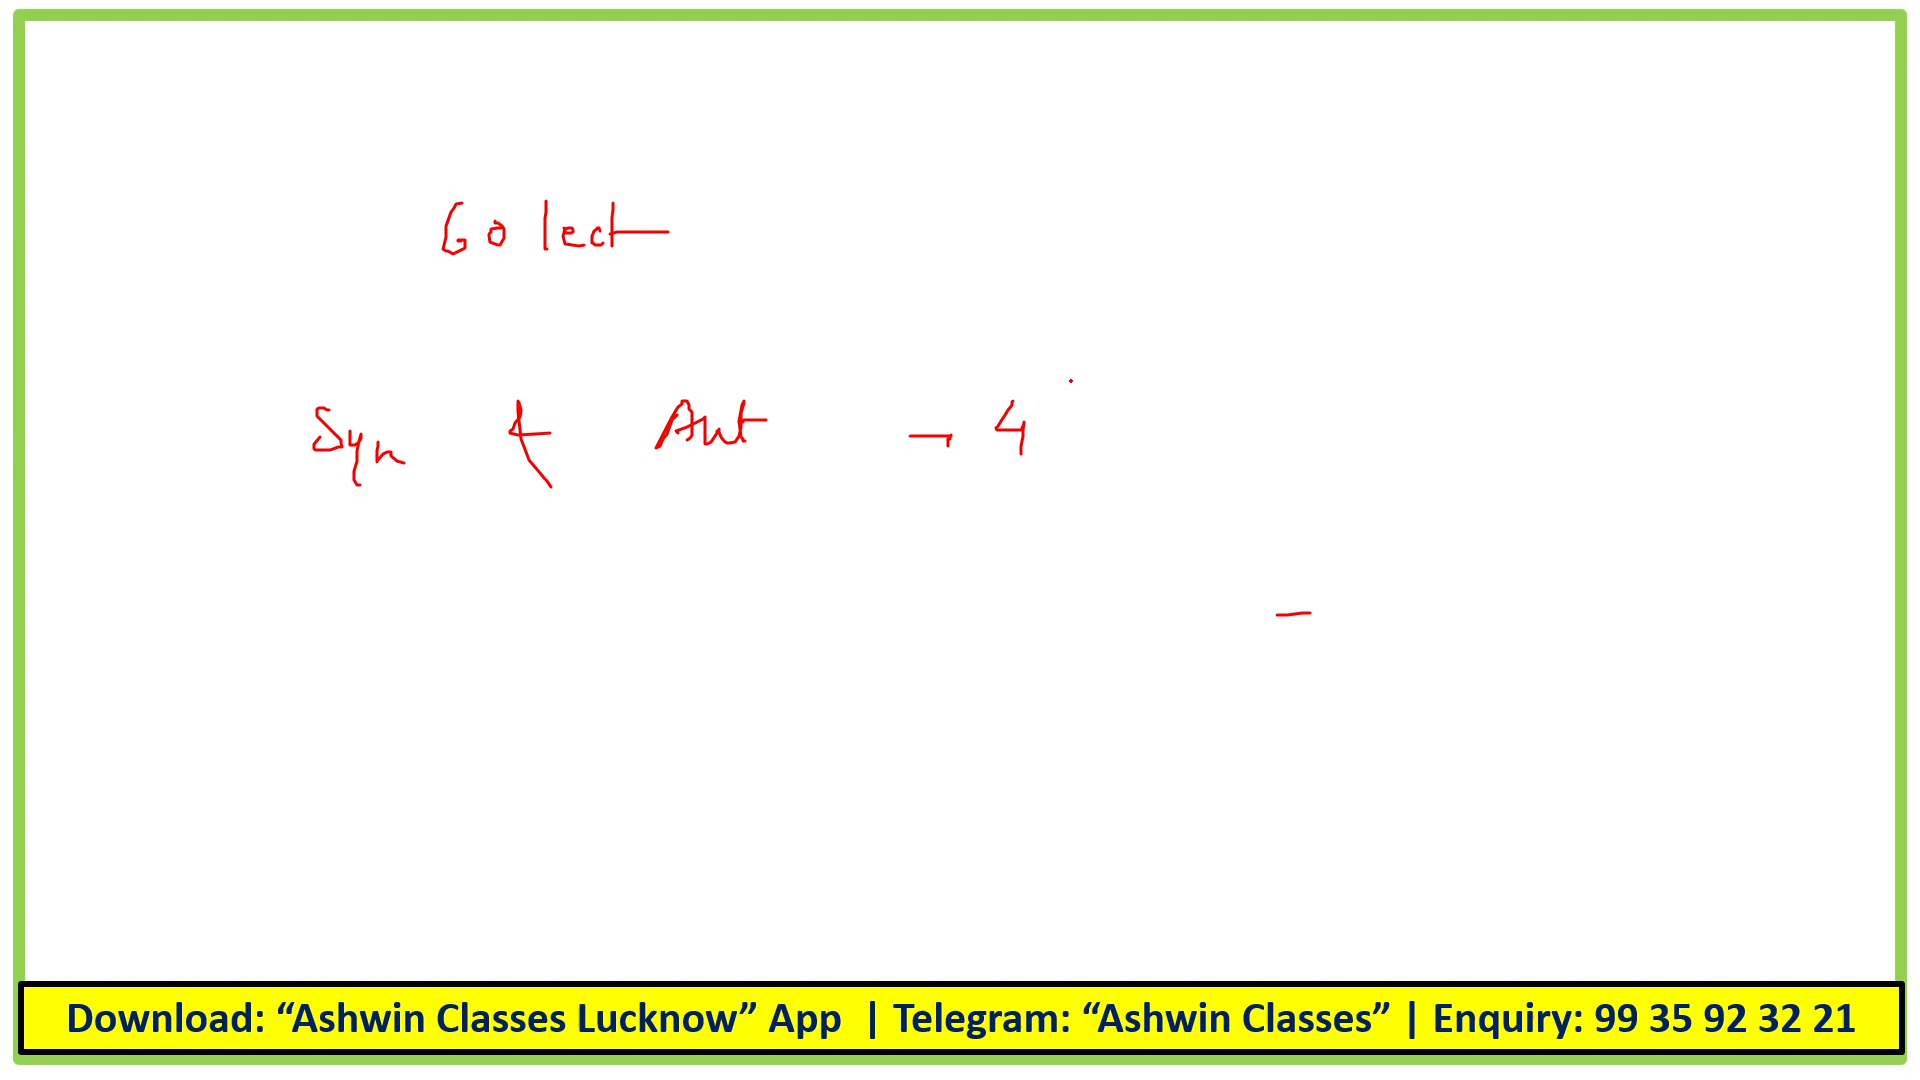 60 lect
Syn & Ant → 4
Download: “Ashwin Classes Lucknow” App | Telegram: “Ashwin Classes” | Enquiry: 99 35 92 32 21